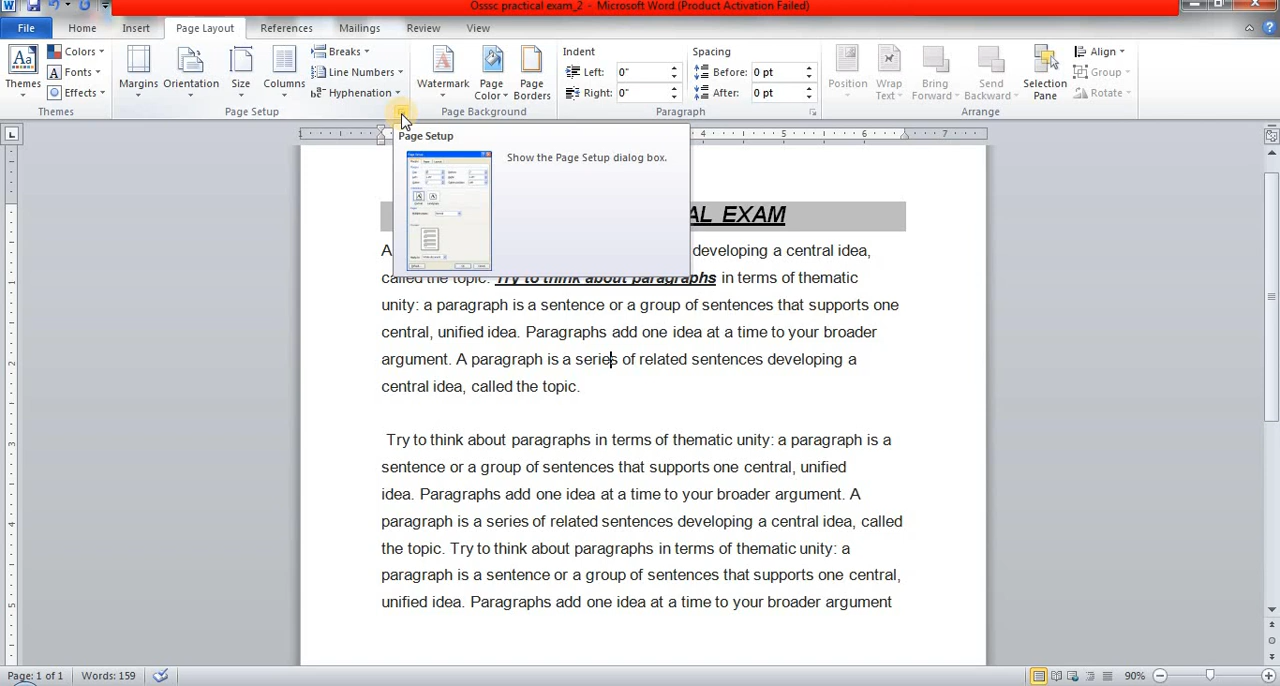 Osssc practical exam_2 - Microsoft Word (Product Activation Failed)
File Home Insert Page Layout References Mailings Review View
Themes Colors Fonts Effects
Margins Orientation Size Columns Breaks Line Numbers Hyphenation
Watermark Page Color Page Borders
Indent Left: 0" Right: 0"
Spacing Before: 0 pt After: 0 pt
Position Wrap Text Bring Forward Send Backward Selection Pane Align Group Rotate
Themes Page Setup Page Background Paragraph Arrange
Page Setup
Show the Page Setup dialog box.
1 4 5 6 7
AL EXAM
A developing a central idea,
called the topic. Try to think about paragraphs in terms of thematic
unity: a paragraph is a sentence or a group of sentences that supports one
central, unified idea. Paragraphs add one idea at a time to your broader
argument. A paragraph is a series of related sentences developing a
central idea, called the topic.
Try to think about paragraphs in terms of thematic unity: a paragraph is a
sentence or a group of sentences that supports one central, unified
idea. Paragraphs add one idea at a time to your broader argument. A
paragraph is a series of related sentences developing a central idea, called
the topic. Try to think about paragraphs in terms of thematic unity: a
paragraph is a sentence or a group of sentences that supports one central,
unified idea. Paragraphs add one idea at a time to your broader argument
1
2
3
4
5
Page: 1 of 1 Words: 159 90%